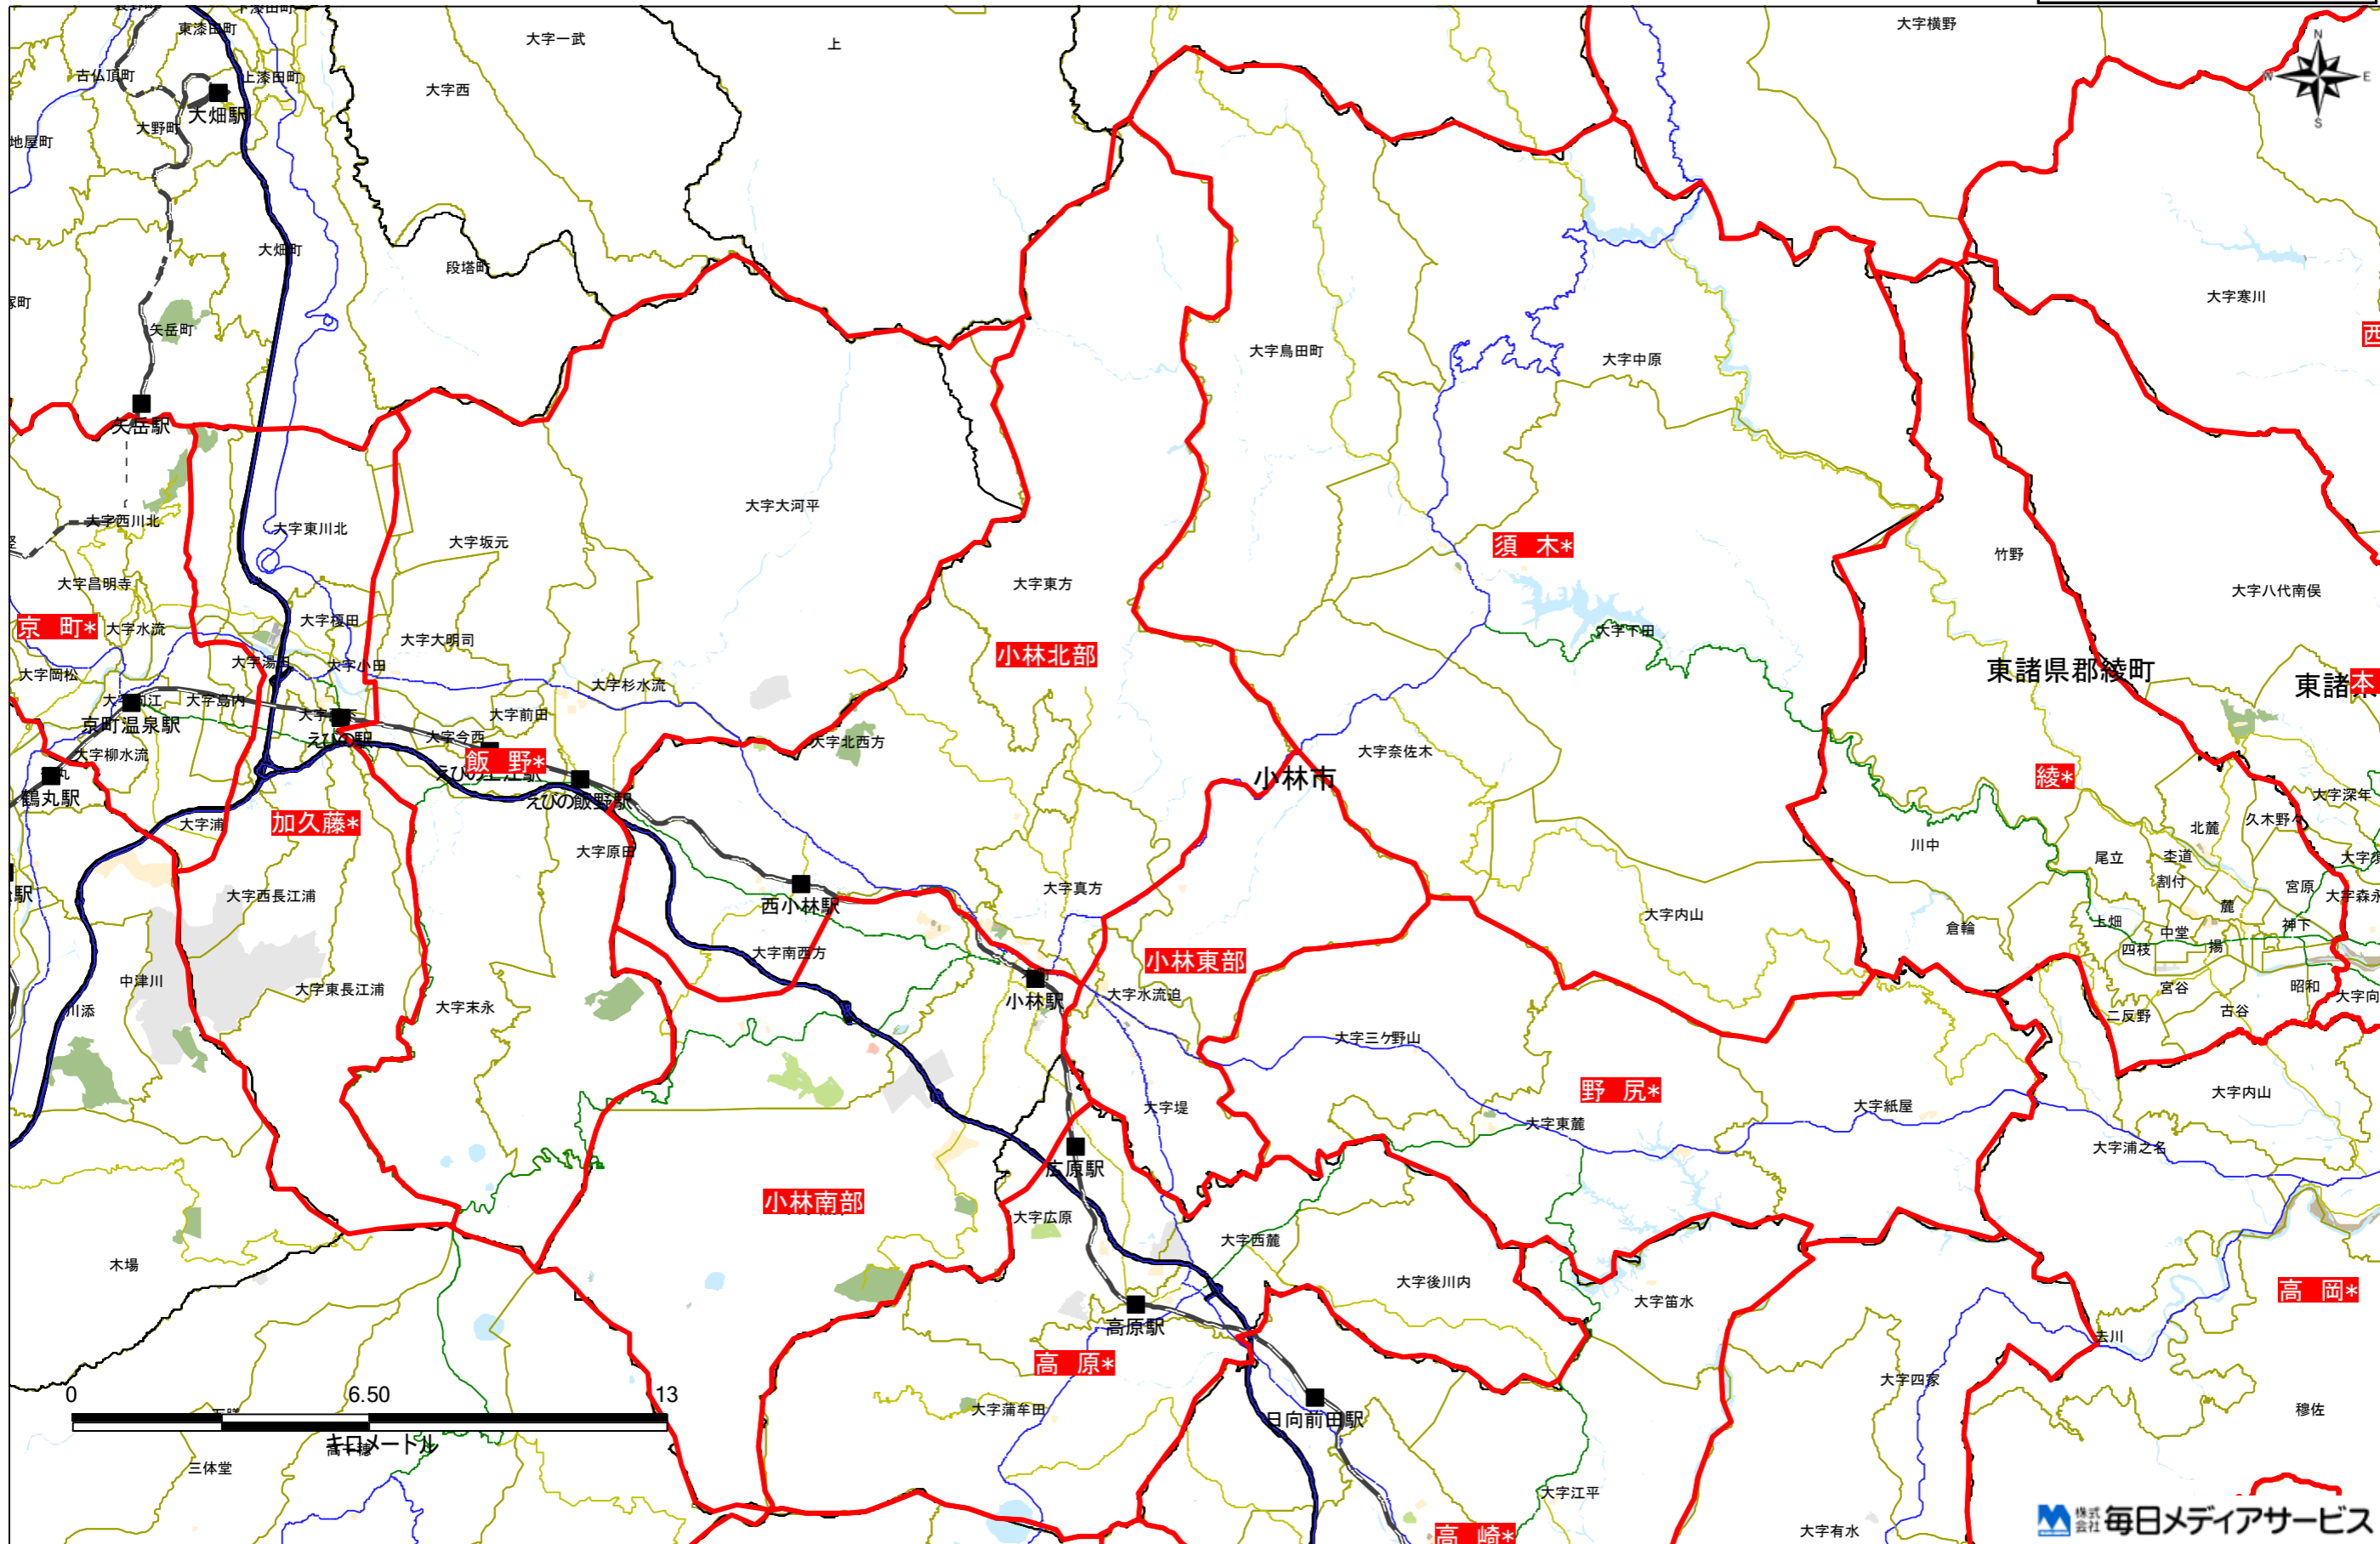 東漆田町
下漆田町
大字一武
上
大字横野
古仏頂町
上漆田町
大字西
N
W
E
S
大畑駅
大野町
地屋町
大畑町
段塔町
大字寒川
矢岳町
大字鳥田町
大字中原
西
矢岳駅
大字大河平
大字西川北
大字東川北
大字坂元
須 木*
竹野
大字昌明寺
大字東方
大字八代南俣
京 町*
大字水流
大字榎田
大字大明司
大字下田
小林北部
大字岡松
大字小田
大字杉水流
東諸県郡綾町
本
大字島内
大字前田
京町温泉駅
えびの駅
大字今西
大字北西方
大字奈佐木
大字柳水流
飯 野*
小林市
綾*
鶴丸駅
えびの飯野駅
大字深年
大字浦
加久藤*
久木野々
北麓
大字原田
川中
尾立
杢道
割付
宮原
大字真方
大字西長江浦
西小林駅
大字内山
麓
大字森永
倉輪
上畑
中堂
神下
四枝
揚
大字南西方
小林東部
中津川
大字東長江浦
小林駅
大字水流迫
宮谷
昭和
大字向
川添
大字末永
二反野
古谷
大字三ケ野山
野 尻*
大字内山
大字堤
大字紙屋
大字東麓
大字浦之名
広原駅
小林南部
大字広原
大字西麓
木場
大字後川内
高 岡*
大字笛水
高原駅
去川
高 原*
大字四家
0
6.50
13
大字蒲牟田
日向前田駅
穆佐
キロメートル
高千穂
三体堂
大字江平
高 崎*
大字有水
株式会社 毎日メディアサービス